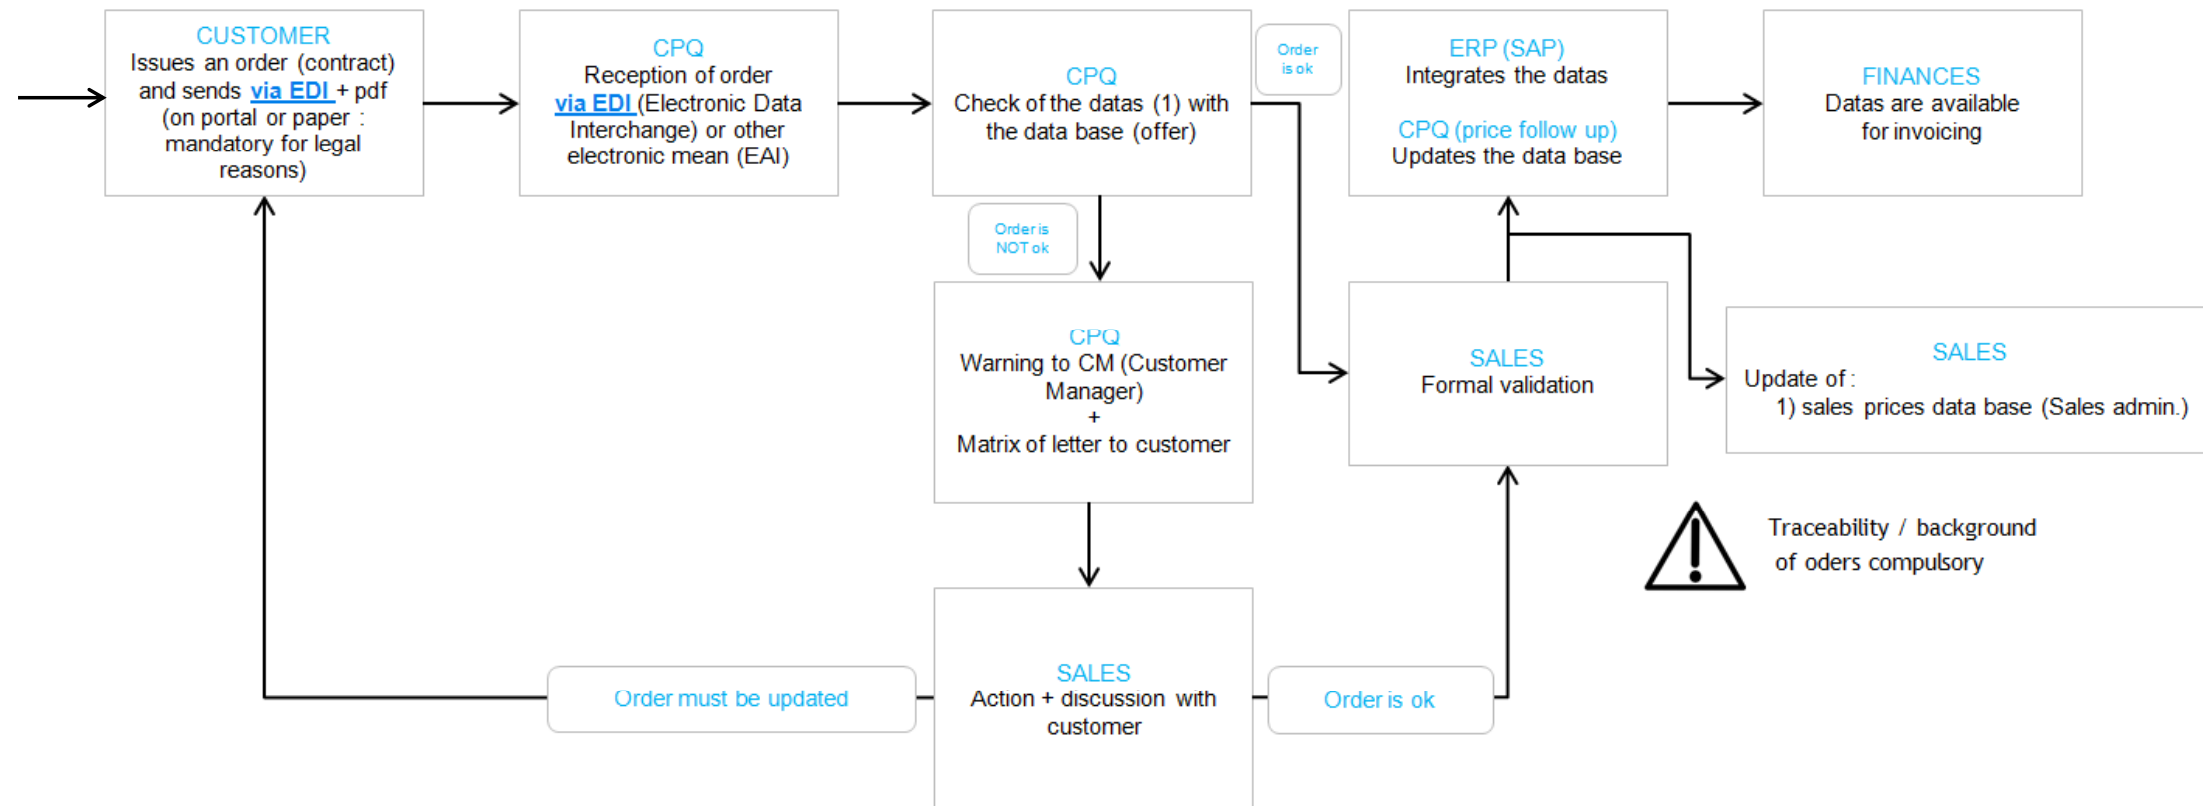 CUSTOMER
Issues an order (contract)
and sends via EDI + pdf
(on portal or paper :
mandatory for legal
reasons)
CPQ
Reception of order
via EDI (Electronic Data
Interchange) or other
electronic mean (EAI)
CPQ
Check of the datas (1) with
the data base (offer)
Order
is ok
ERP (SAP)
Integrates the datas
CPQ (price follow up)
Updates the data base
FINANCES
Datas are available
for invoicing
Order is
NOT ok
CPQ
Warning to CM (Customer
Manager)
+
Matrix of letter to customer
SALES
Formal validation
SALES
Update of :
1) sales prices data base (Sales admin.)
Traceability / background
of oders compulsory
Order must be updated
SALES
Action + discussion with
customer
Order is ok